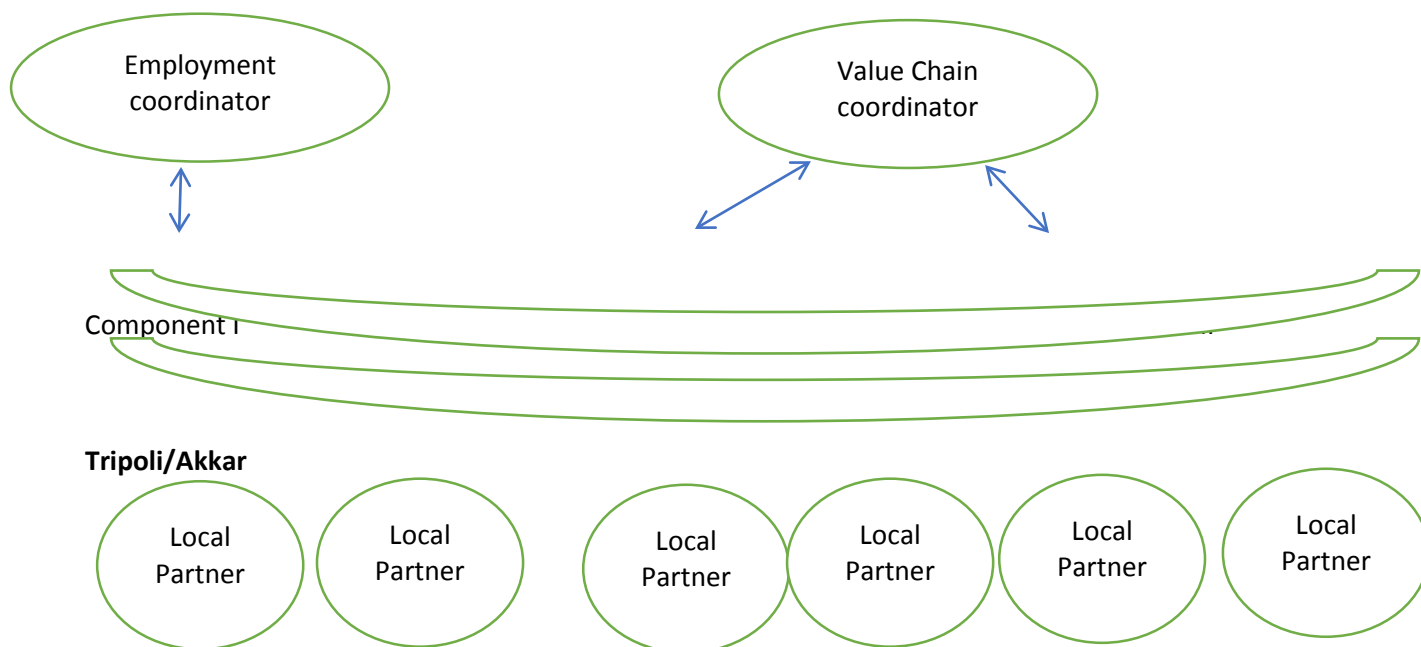 Employment
coordinator
Value Chain
coordinator
Component I
Tripoli/Akkar
Local
Partner
Local
Partner
Local
Partner
Local
Partner
Local
Partner
Local
Partner